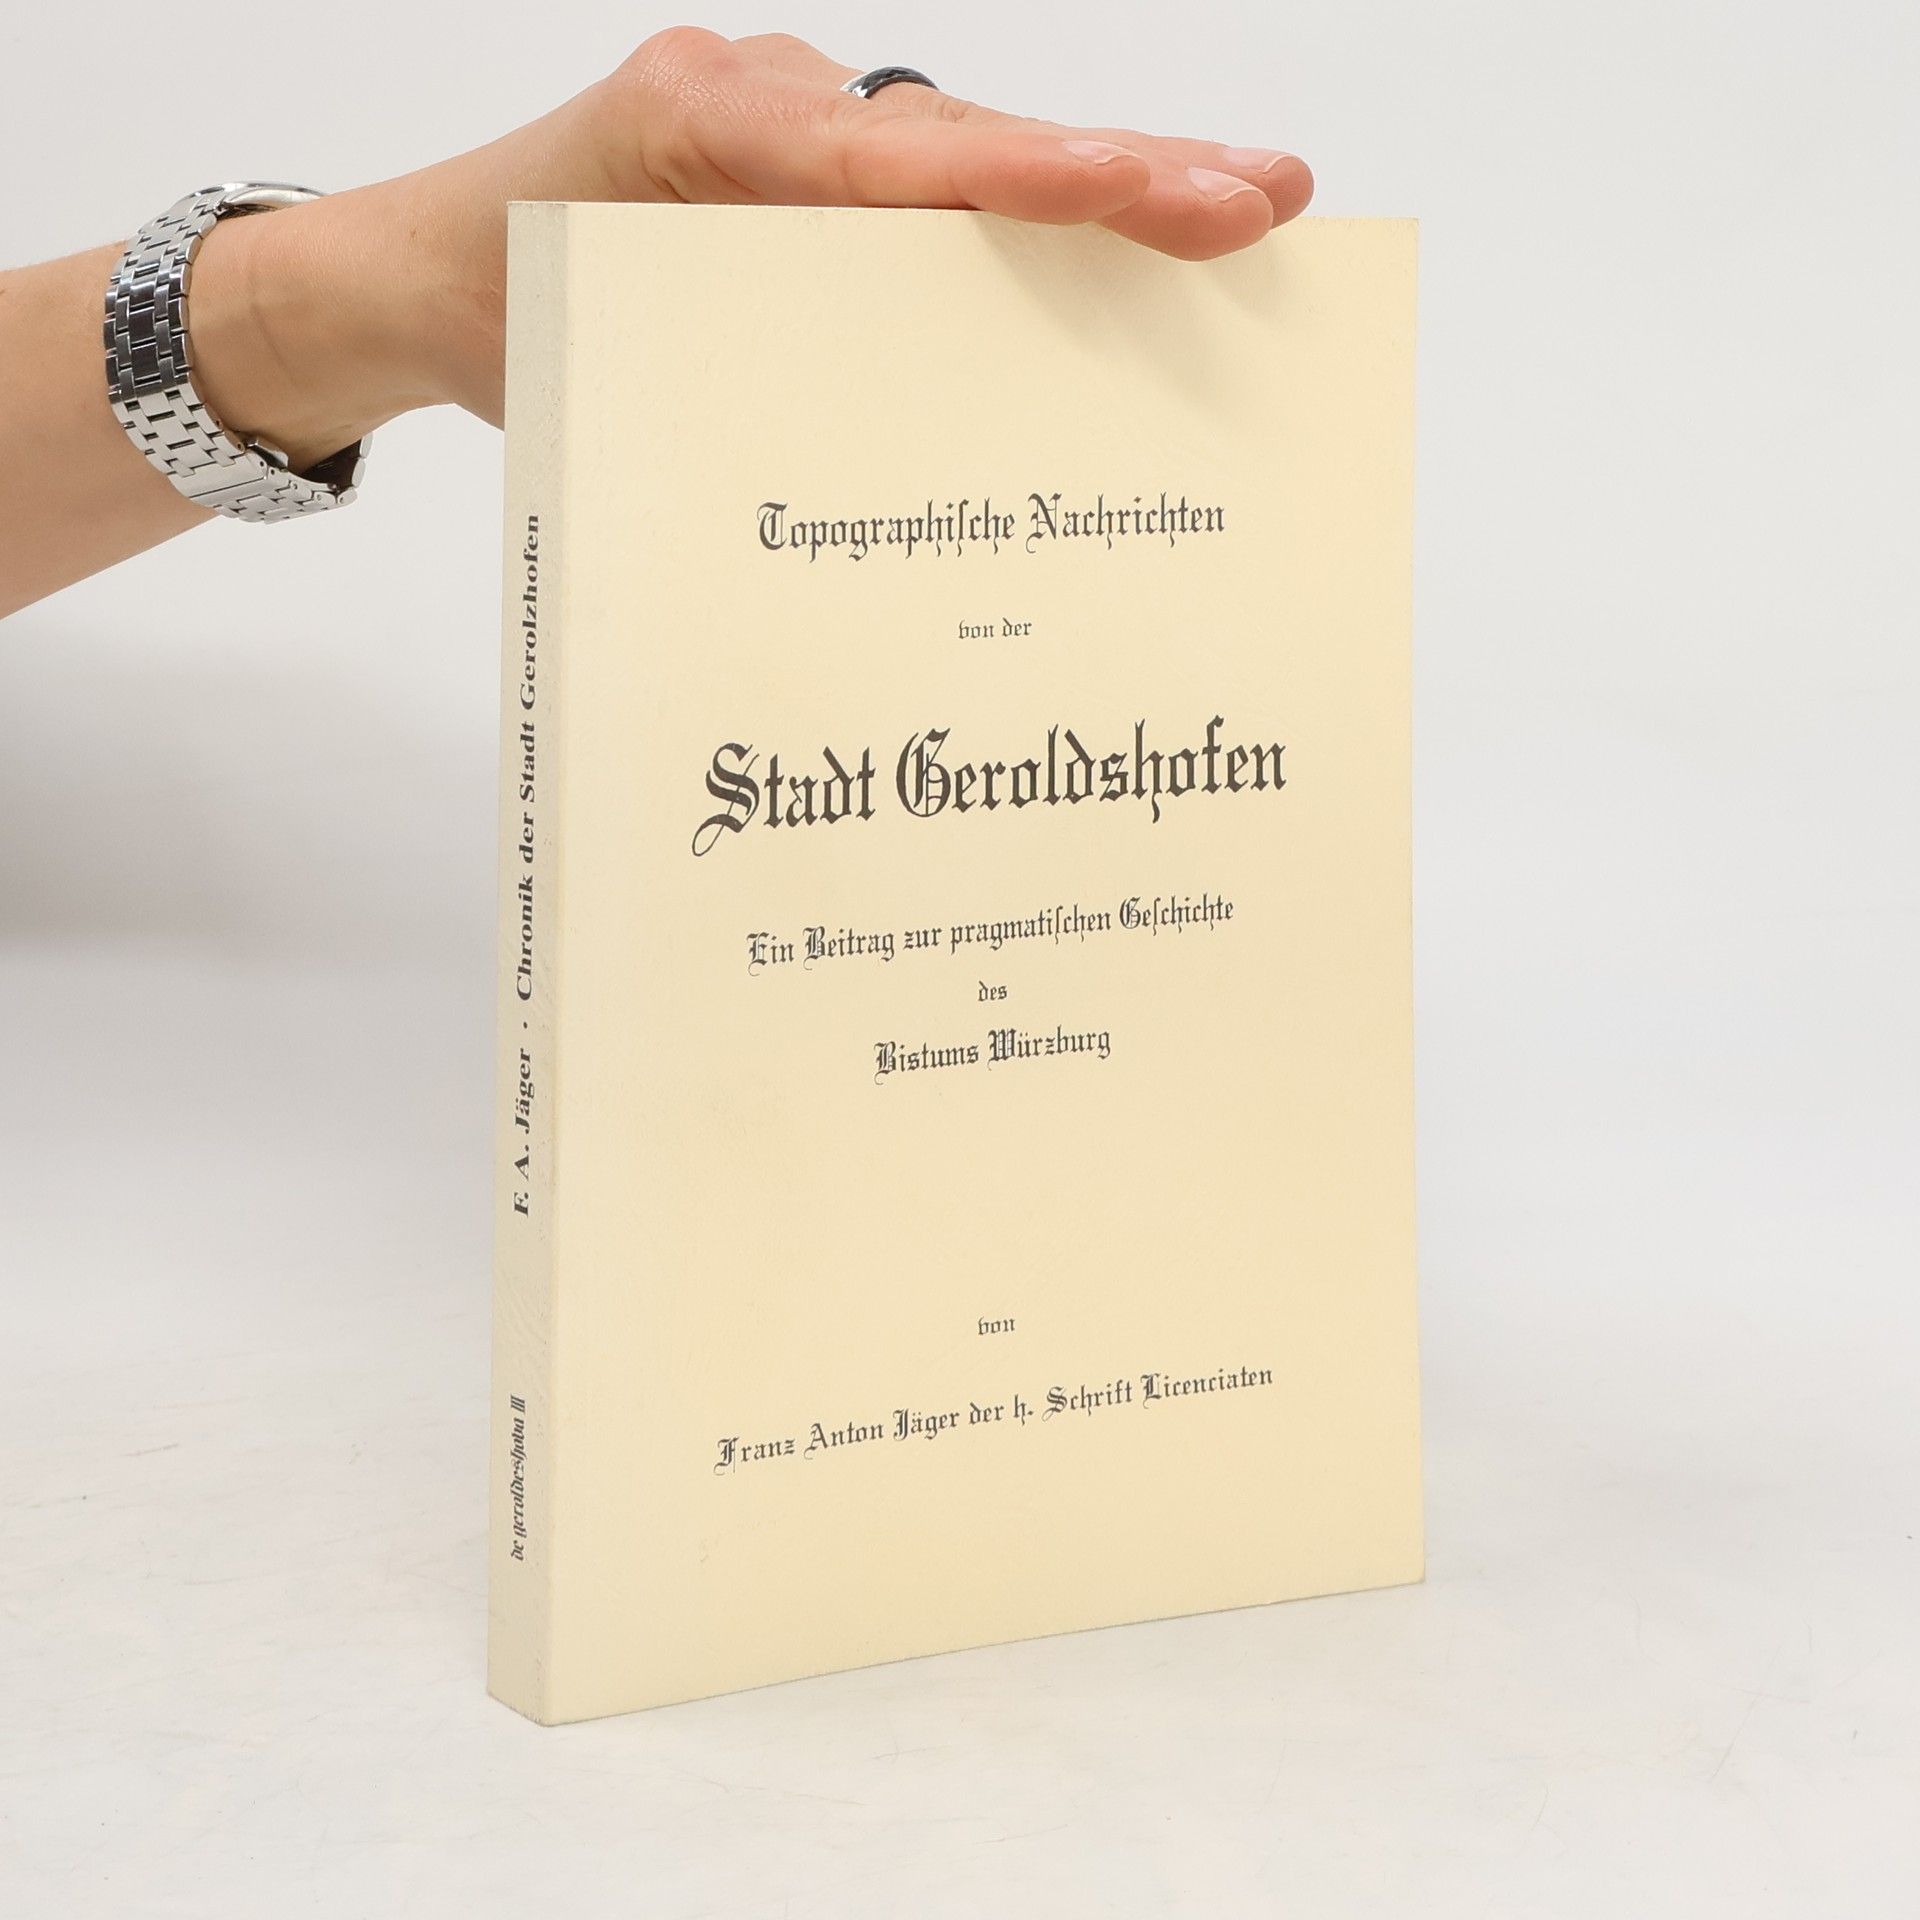 Topographiſche Nachrichten
von der
Stadt Geroldshofen
Ein Beitrag zur pragmatiſchen Geſchichte
des
Bistums Würzburg
von
Franz Anton Jäger der h. Schrift Licenciaten
F. A. Jäger · Chronik der Stadt Gerolzhofen
de geroldeshova III